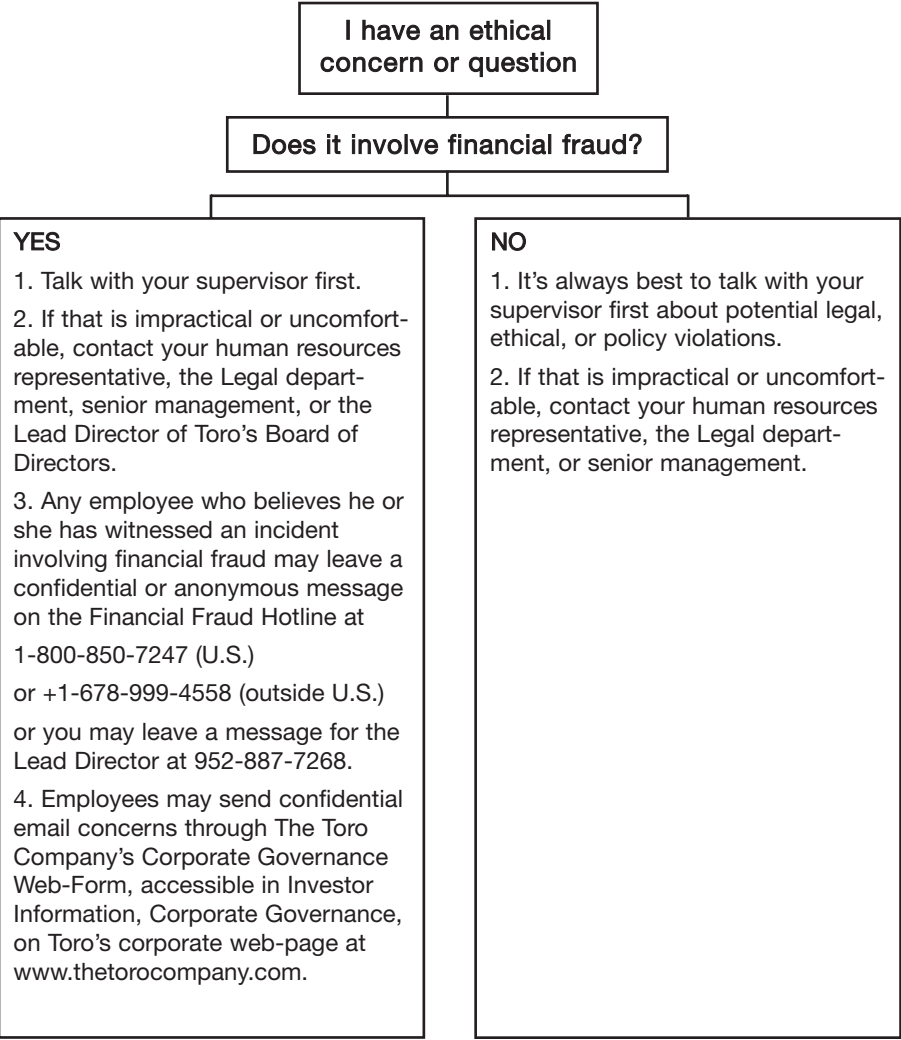 I have an ethical
concern or question
Does it involve financial fraud?
YES
1. Talk with your supervisor first.
2. If that is impractical or uncomfort-
able, contact your human resources
representative, the Legal depart-
ment, senior management, or the
Lead Director of Toro's Board of
Directors.
3. Any employee who believes he or
she has witnessed an incident
involving financial fraud may leave a
confidential or anonymous message
on the Financial Fraud Hotline at
1-800-850-7247 (U.S.)
or +1-678-999-4558 (outside U.S.)
or you may leave a message for the
Lead Director at 952-887-7268.
4. Employees may send confidential
email concerns through The Toro
Company's Corporate Governance
Web-Form, accessible in Investor
Information, Corporate Governance,
on Toro's corporate web-page at
www.thetorocompany.com.
NO
1. It's always best to talk with your
supervisor first about potential legal,
ethical, or policy violations.
2. If that is impractical or uncomfort-
able, contact your human resources
representative, the Legal depart-
ment, or senior management.